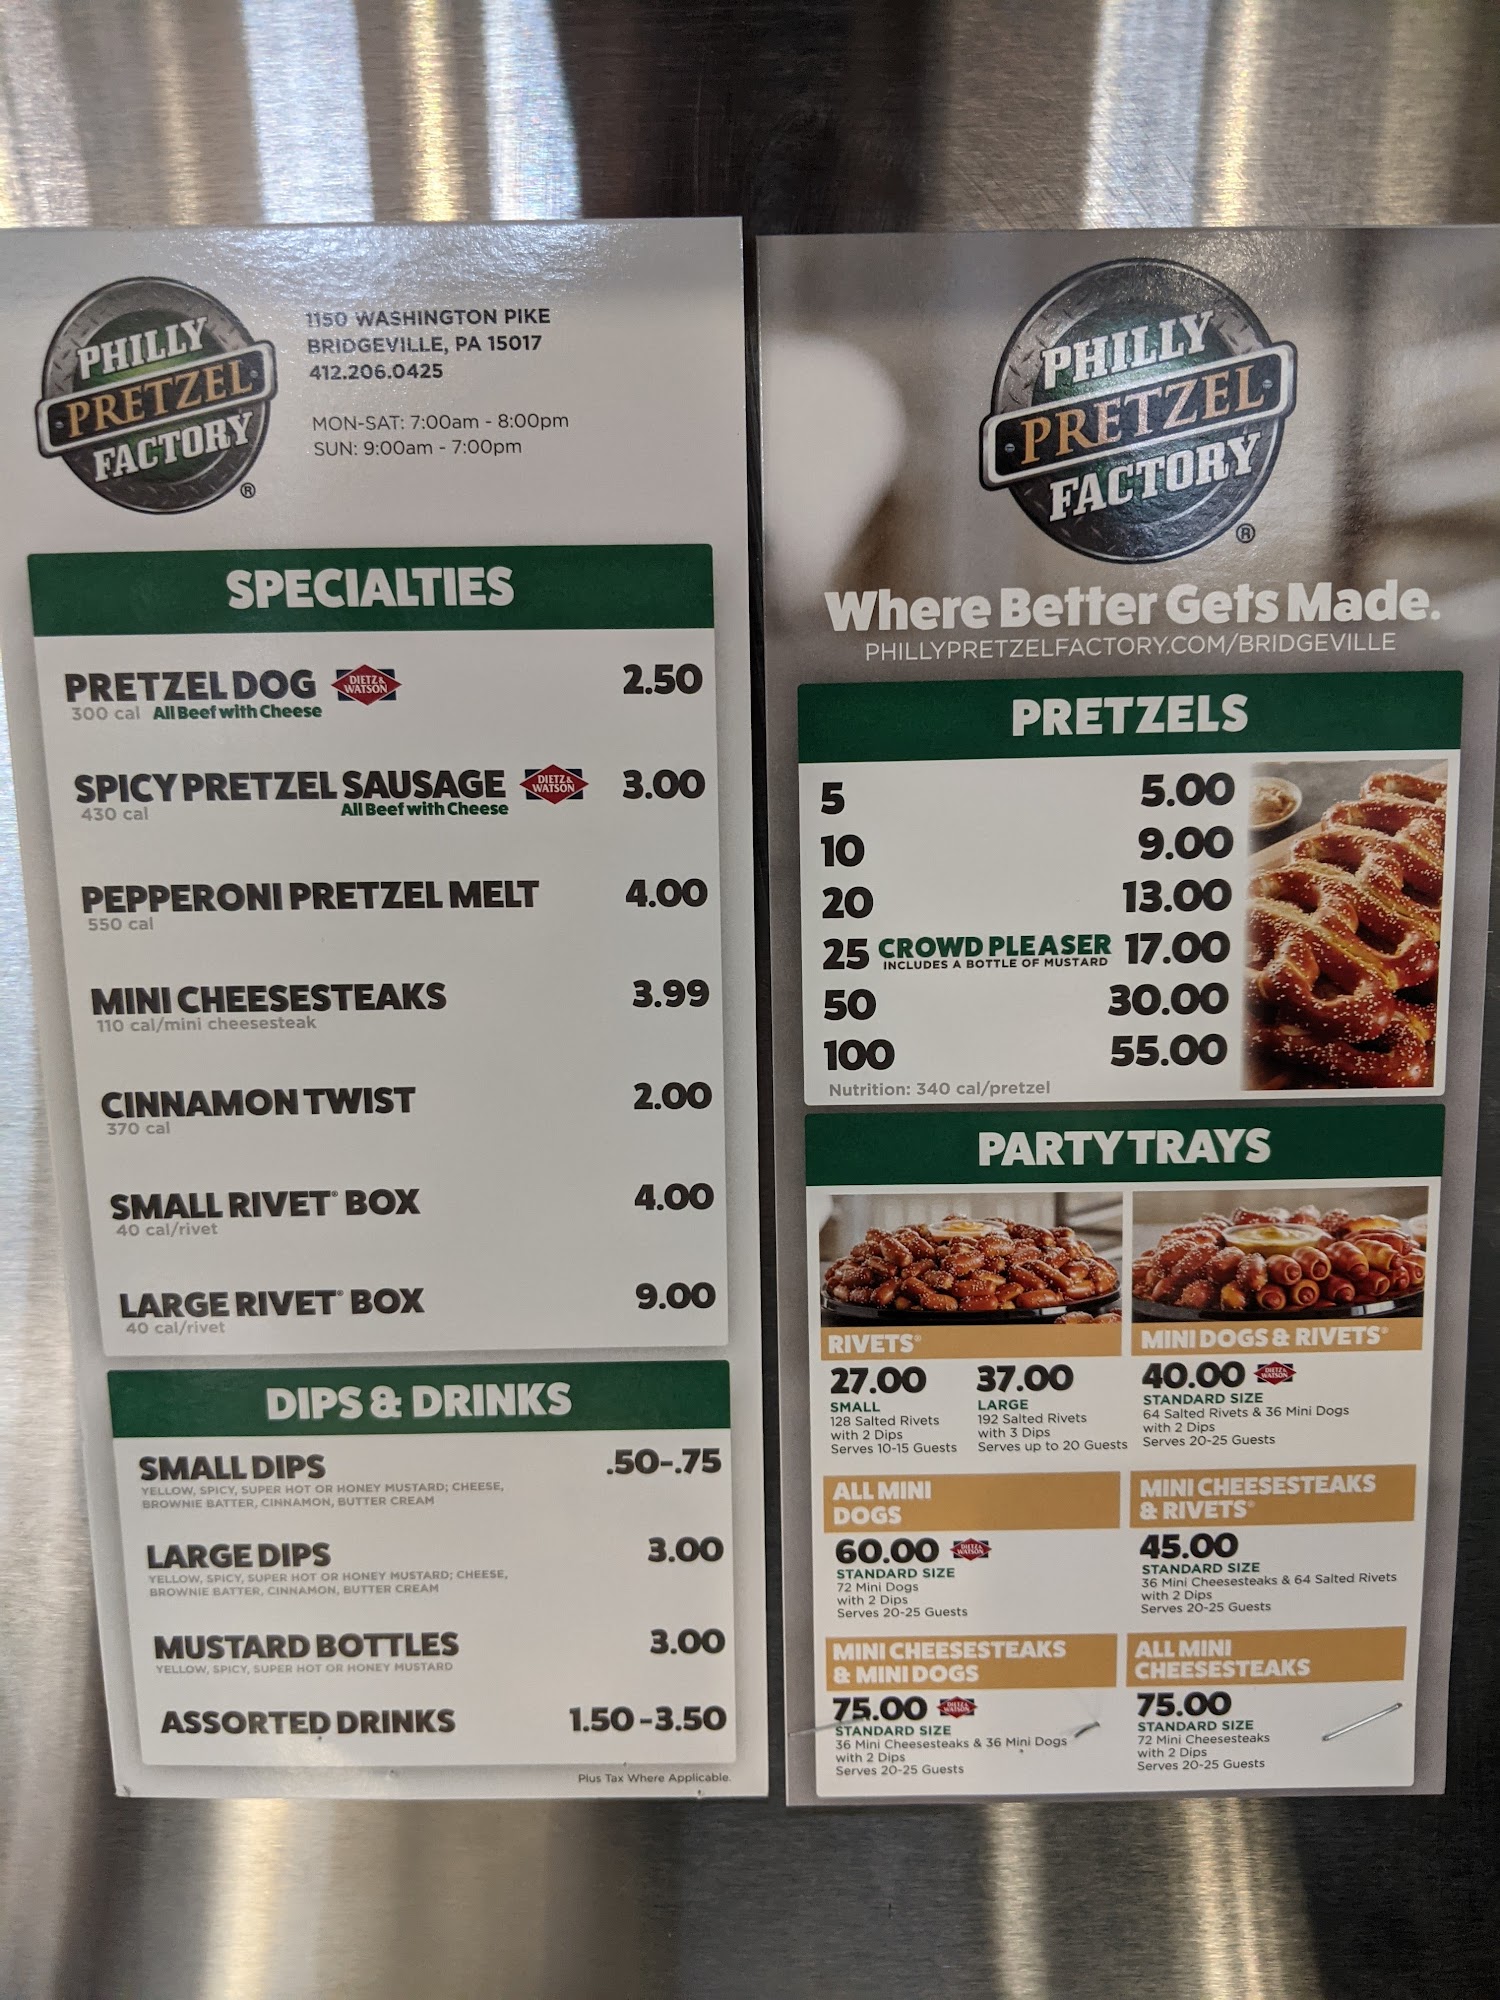 PHILLY
PRETZEL
FACTORY
®
1150 WASHINGTON PIKE
BRIDGEVILLE, PA 15017
412.206.0425
MON-SAT: 7:00am - 8:00pm
SUN: 9:00am - 7:00pm
SPECIALTIES
PRETZEL DOG DIETZ & WATSON 2.50
300 cal All Beef with Cheese
SPICY PRETZEL SAUSAGE DIETZ & WATSON 3.00
430 cal All Beef with Cheese
PEPPERONI PRETZEL MELT 4.00
550 cal
MINI CHEESESTEAKS 3.99
110 cal/mini cheesesteak
CINNAMON TWIST 2.00
370 cal
SMALL RIVET® BOX 4.00
40 cal/rivet
LARGE RIVET® BOX 9.00
40 cal/rivet
DIPS & DRINKS
SMALL DIPS .50-.75
YELLOW, SPICY, SUPER HOT OR HONEY MUSTARD; CHEESE,
BROWNIE BATTER, CINNAMON, BUTTER CREAM
LARGE DIPS 3.00
YELLOW, SPICY, SUPER HOT OR HONEY MUSTARD; CHEESE,
BROWNIE BATTER, CINNAMON, BUTTER CREAM
MUSTARD BOTTLES 3.00
YELLOW, SPICY, SUPER HOT OR HONEY MUSTARD
ASSORTED DRINKS 1.50 -3.50
Plus Tax Where Applicable.
PHILLY
PRETZEL
FACTORY
®
Where Better Gets Made.
PHILLYPRETZELFACTORY.COM/BRIDGEVILLE
PRETZELS
5 5.00
10 9.00
20 13.00
25 CROWD PLEASER 17.00
INCLUDES A BOTTLE OF MUSTARD
50 30.00
100 55.00
Nutrition: 340 cal/pretzel
PARTY TRAYS
RIVETS®
27.00
SMALL
128 Salted Rivets
with 2 Dips
Serves 10-15 Guests
37.00
LARGE
192 Salted Rivets
with 3 Dips
Serves up to 20 Guests
MINI DOGS & RIVETS®
40.00 DIETZ & WATSON
STANDARD SIZE
64 Salted Rivets & 36 Mini Dogs
with 2 Dips
Serves 20-25 Guests
ALL MINI
DOGS
60.00 DIETZ & WATSON
STANDARD SIZE
72 Mini Dogs
with 2 Dips
Serves 20-25 Guests
MINI CHEESESTEAKS
& RIVETS®
45.00
STANDARD SIZE
36 Mini Cheesesteaks & 64 Salted Rivets
with 2 Dips
Serves 20-25 Guests
MINI CHEESESTEAKS
& MINI DOGS
75.00 DIETZ & WATSON
STANDARD SIZE
36 Mini Cheesesteaks & 36 Mini Dogs
with 2 Dips
Serves 20-25 Guests
ALL MINI
CHEESESTEAKS
75.00
STANDARD SIZE
72 Mini Cheesesteaks
with 2 Dips
Serves 20-25 Guests